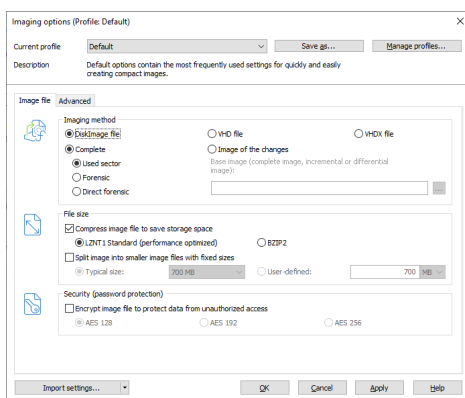 Imaging options (Profile: Default)
Current profile
Default
Save as...
Manage profiles...
Description
Default options contain the most frequently used settings for quickly and easily
creating compact images.
Image file
Advanced
Imaging method
DiskImage file
VHD file
VHDX file
Complete
Image of the changes
Used sector
Base image (complete image, incremental or differential
image):
Forensic
Direct forensic
...
File size
Compress image file to save storage space
LZNT1 Standard (performance optimized)
BZIP2
Split image into smaller image files with fixed sizes
Typical size:
700 MB
User-defined:
700
MB
Security (password protection)
Encrypt image file to protect data from unauthorized access
AES 128
AES 192
AES 256
Import settings...
OK
Cancel
Apply
Help